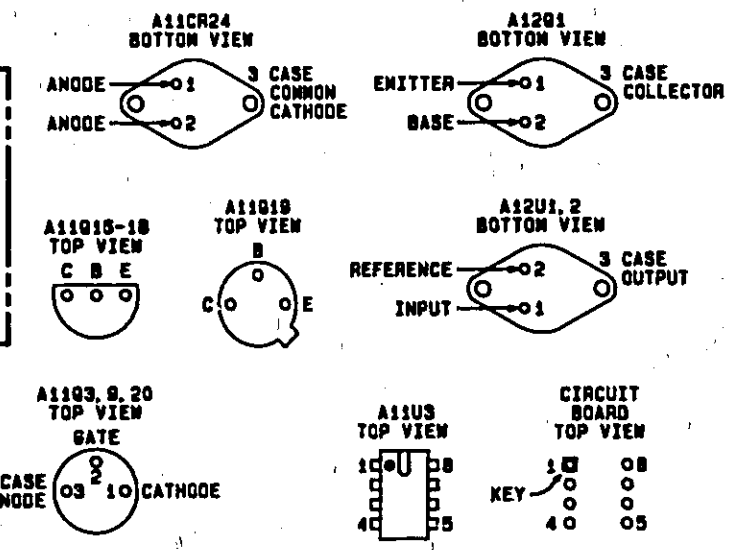 A11CR24
BOTTOM VIEW
ANODE
1
3 CASE
COMMON
CATHODE
ANODE
2
A12Q1
BOTTOM VIEW
EMITTER
1
3 CASE
COLLECTOR
BASE
2
A11Q15-18
TOP VIEW
C B E
A11Q19
TOP VIEW
B
C
E
A12U1, 2
BOTTOM VIEW
REFERENCE
2
3 CASE
OUTPUT
INPUT
1
A11Q3, 9, 20
TOP VIEW
GATE
2
CASE
NODE
3
1
CATHODE
A11U3
TOP VIEW
1
8
4
5
CIRCUIT
BOARD
TOP VIEW
1
8
KEY
4
5